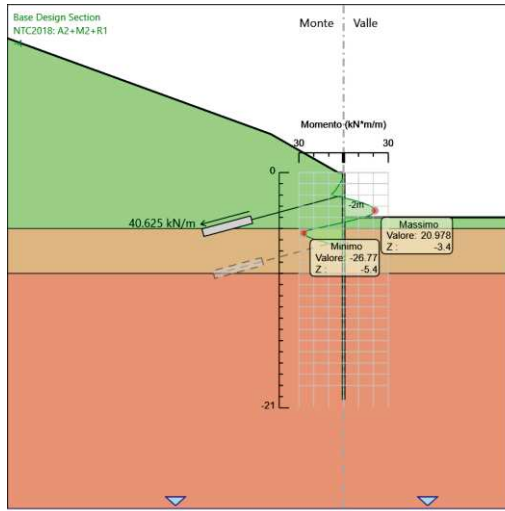 Base Design Section
NTC2018: A2+M2+R1
Monte
Valle
Momento (kN*m/m)
30
30
0
-2m
40.625 kN/m
Massimo
Valore: 20.978
Z : -3.4
Minimo
Valore: -26.77
Z : -5.4
-21